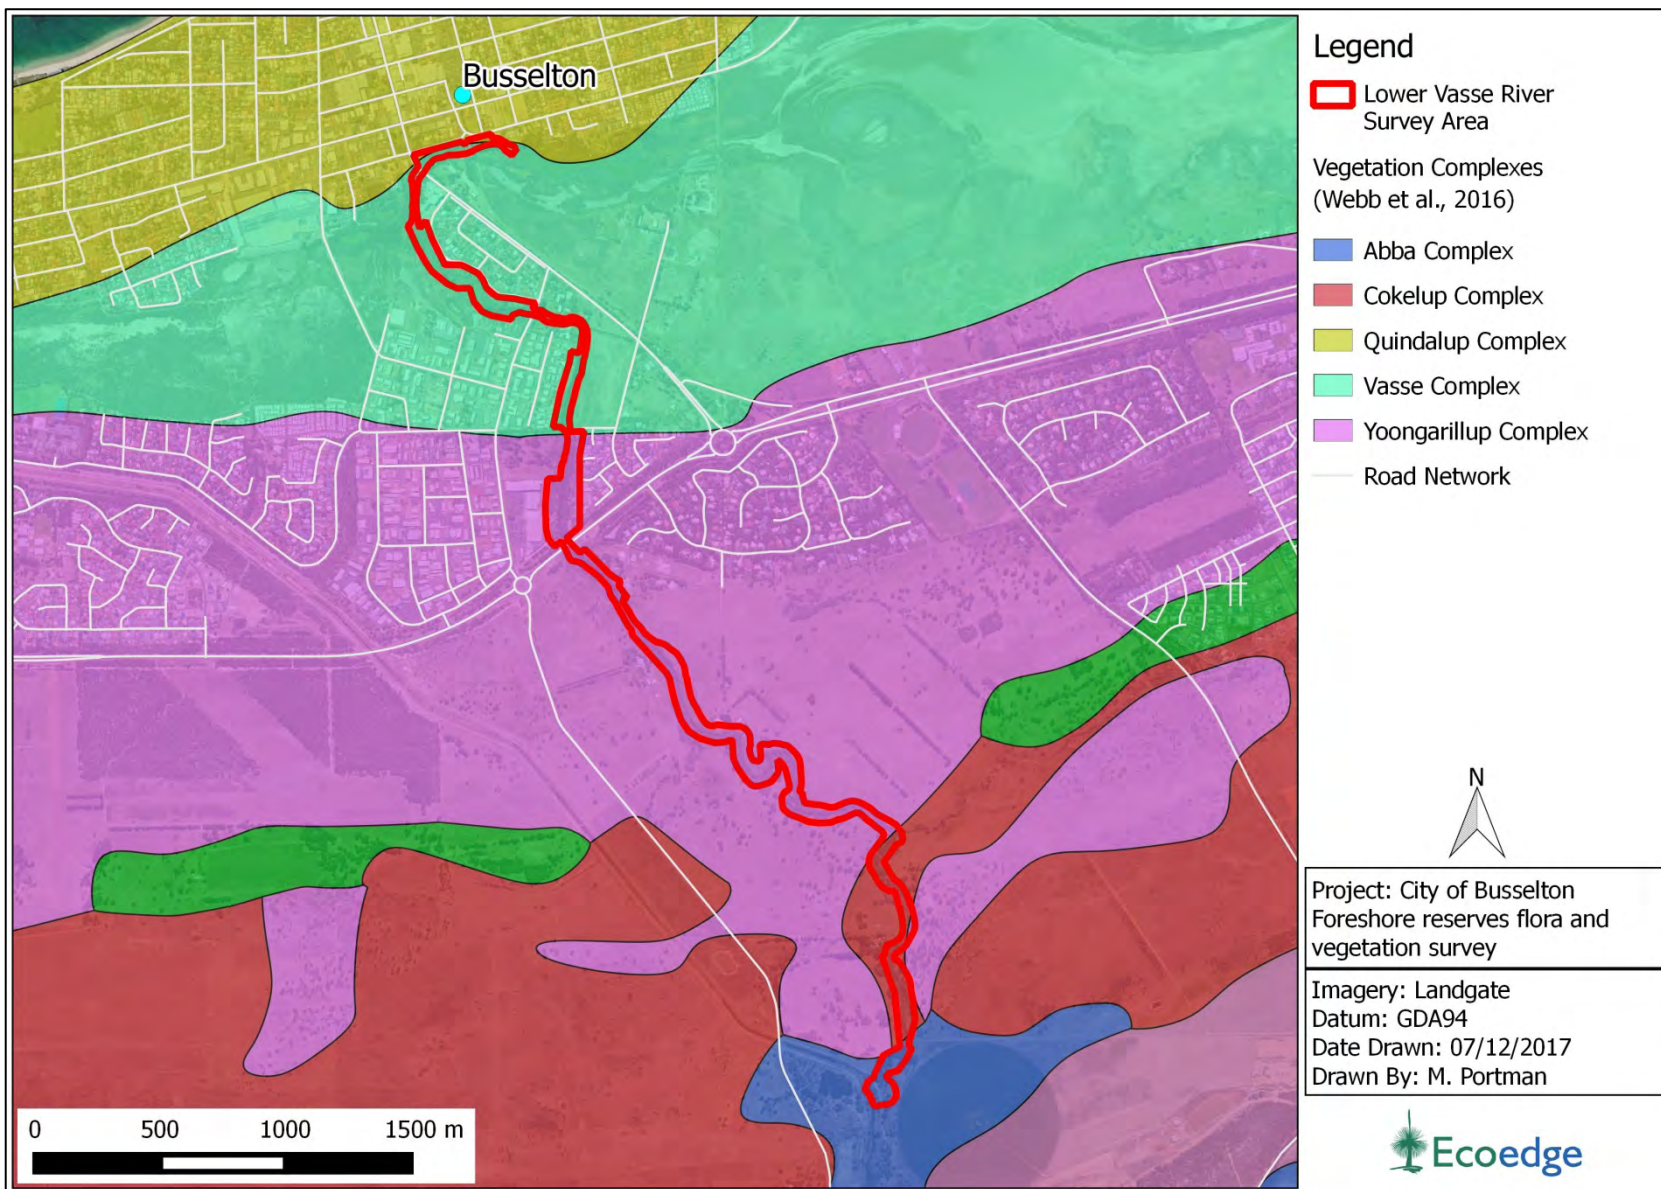 Busselton
Legend
Lower Vasse River
Survey Area
Vegetation Complexes
(Webb et al., 2016)
Abba Complex
Cokelup Complex
Quindalup Complex
Vasse Complex
Yoongarillup Complex
Road Network
N
Project: City of Busselton
Foreshore reserves flora and
vegetation survey
Imagery: Landgate
Datum: GDA94
Date Drawn: 07/12/2017
Drawn By: M. Portman
0 500 1000 1500 m
Ecoedge